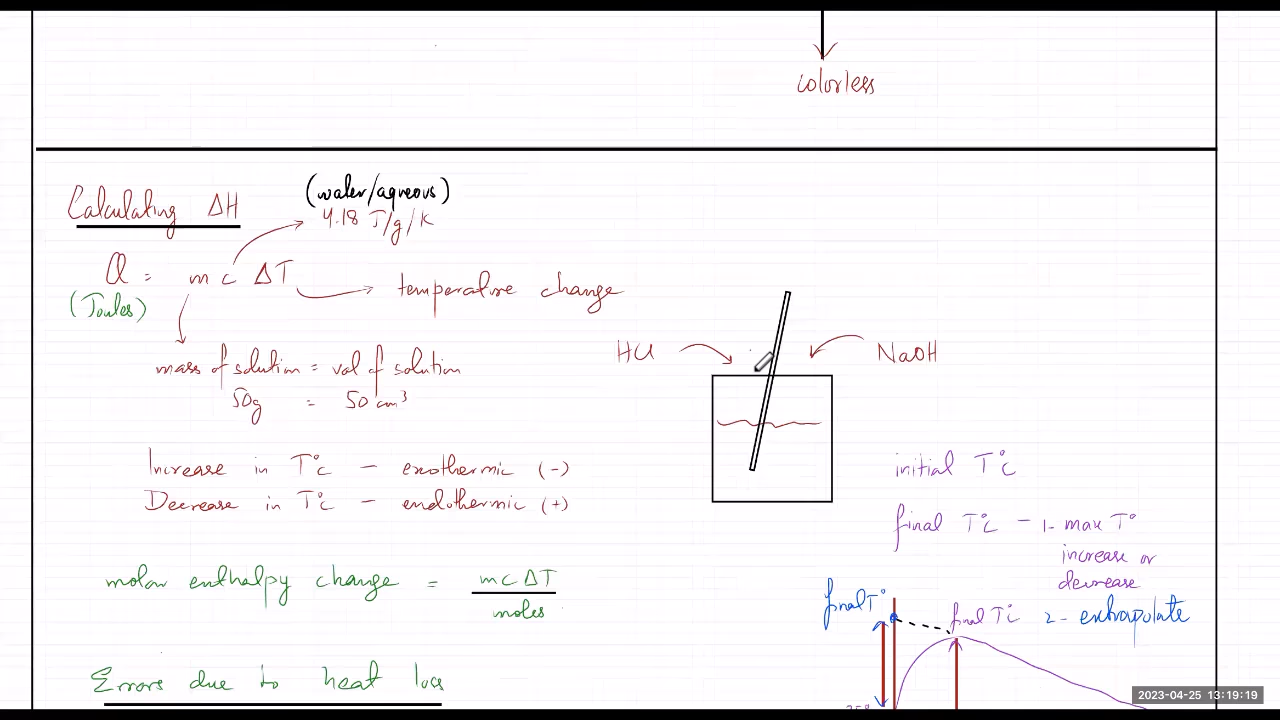 colorless
Calculating ΔH
(water/aqueous)
4.18 J/g/K
Q = m c ΔT
(Joules)
temperature change
mass of solution = vol of solution
50g = 50 cm³
HCl
NaOH
Increase in T°C - exothermic (-)
Decrease in T°C - endothermic (+)
initial T°C
final T°C - 1- max T°
increase or
decrease
molar enthalpy change = mcΔT
moles
final T°
final T°C 2- extrapolate
Errors due to heat loss
25°
2023-04-25 13:19:19